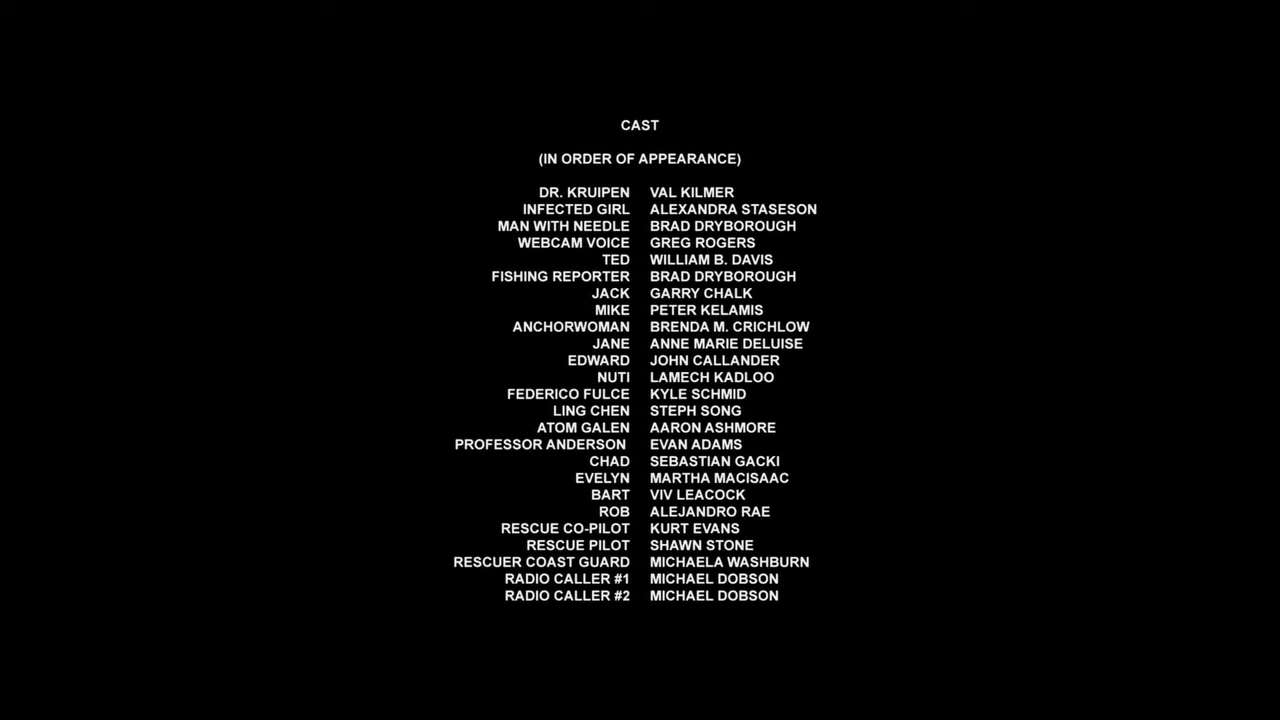 CAST
(IN ORDER OF APPEARANCE)
DR. KRUIPEN VAL KILMER
INFECTED GIRL ALEXANDRA STASESON
MAN WITH NEEDLE BRAD DRYBOROUGH
WEBCAM VOICE GREG ROGERS
TED WILLIAM B. DAVIS
FISHING REPORTER BRAD DRYBOROUGH
JACK GARRY CHALK
MIKE PETER KELAMIS
ANCHORWOMAN BRENDA M. CRICHLOW
JANE ANNE MARIE DELUISE
EDWARD JOHN CALLANDER
NUTI LAMECH KADLOO
FEDERICO FULCE KYLE SCHMID
LING CHEN STEPH SONG
ATOM GALEN AARON ASHMORE
PROFESSOR ANDERSON EVAN ADAMS
CHAD SEBASTIAN GACKI
EVELYN MARTHA MACISAAC
BART VIV LEACOCK
ROB ALEJANDRO RAE
RESCUE CO-PILOT KURT EVANS
RESCUE PILOT SHAWN STONE
RESCUER COAST GUARD MICHAELA WASHBURN
RADIO CALLER #1 MICHAEL DOBSON
RADIO CALLER #2 MICHAEL DOBSON